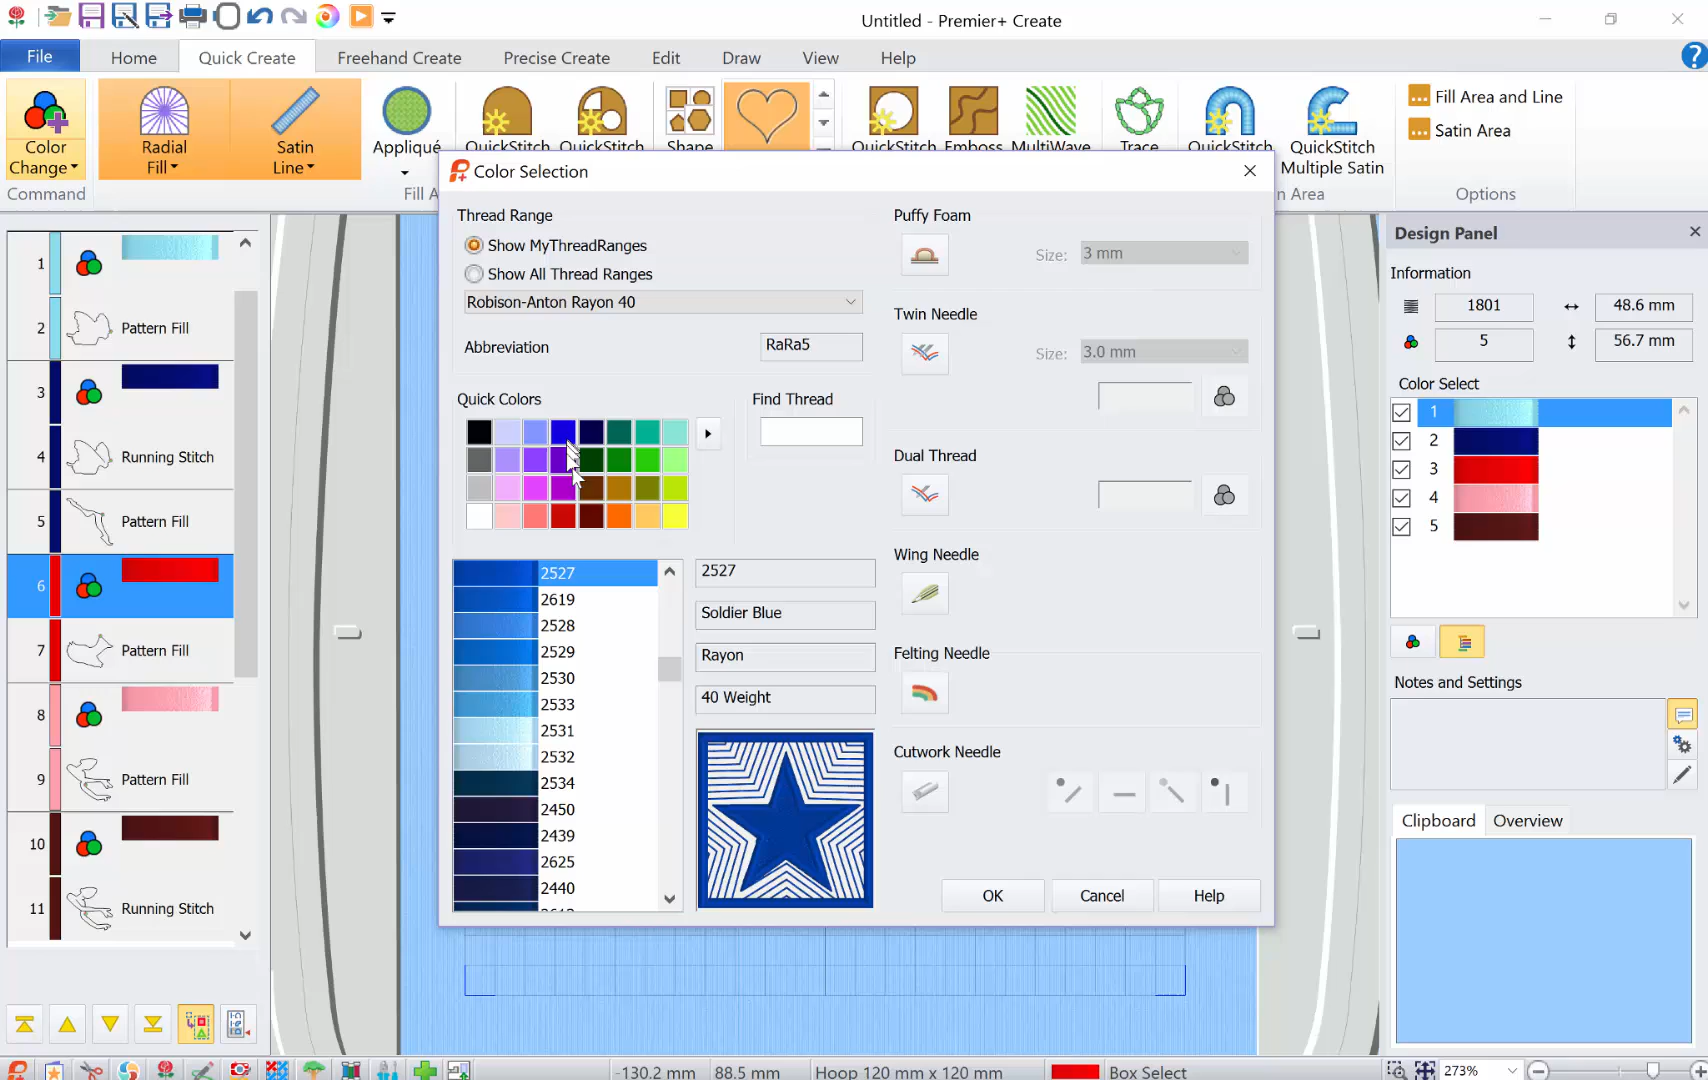 Untitled - Premier+ Create
File Home Quick Create Freehand Create Precise Create Edit Draw View Help
Color Change
Radial Fill
Satin Line
Appliqué
QuickStitch
QuickStitch
Shape
QuickStitch
Emboss
MultiWave
Trace
QuickStitch
QuickStitch Multiple Satin
Fill Area and Line
Satin Area
Command
Fill A
n Area
Options
1
2 Pattern Fill
3
4 Running Stitch
5 Pattern Fill
6
7 Pattern Fill
8
9 Pattern Fill
10
11 Running Stitch
Color Selection
Thread Range
Show MyThreadRanges
Show All Thread Ranges
Robison-Anton Rayon 40
Abbreviation RaRa5
Quick Colors
Find Thread
2527
2619
2528
2529
2530
2533
2531
2532
2534
2450
2439
2625
2440
2527
Soldier Blue
Rayon
40 Weight
Puffy Foam
Size: 3 mm
Twin Needle
Size: 3.0 mm
Dual Thread
Wing Needle
Felting Needle
Cutwork Needle
OK Cancel Help
Design Panel
Information
1801 48.6 mm
5 56.7 mm
Color Select
1
2
3
4
5
Notes and Settings
Clipboard Overview
-130.2 mm 88.5 mm Hoop 120 mm x 120 mm Box Select 273%